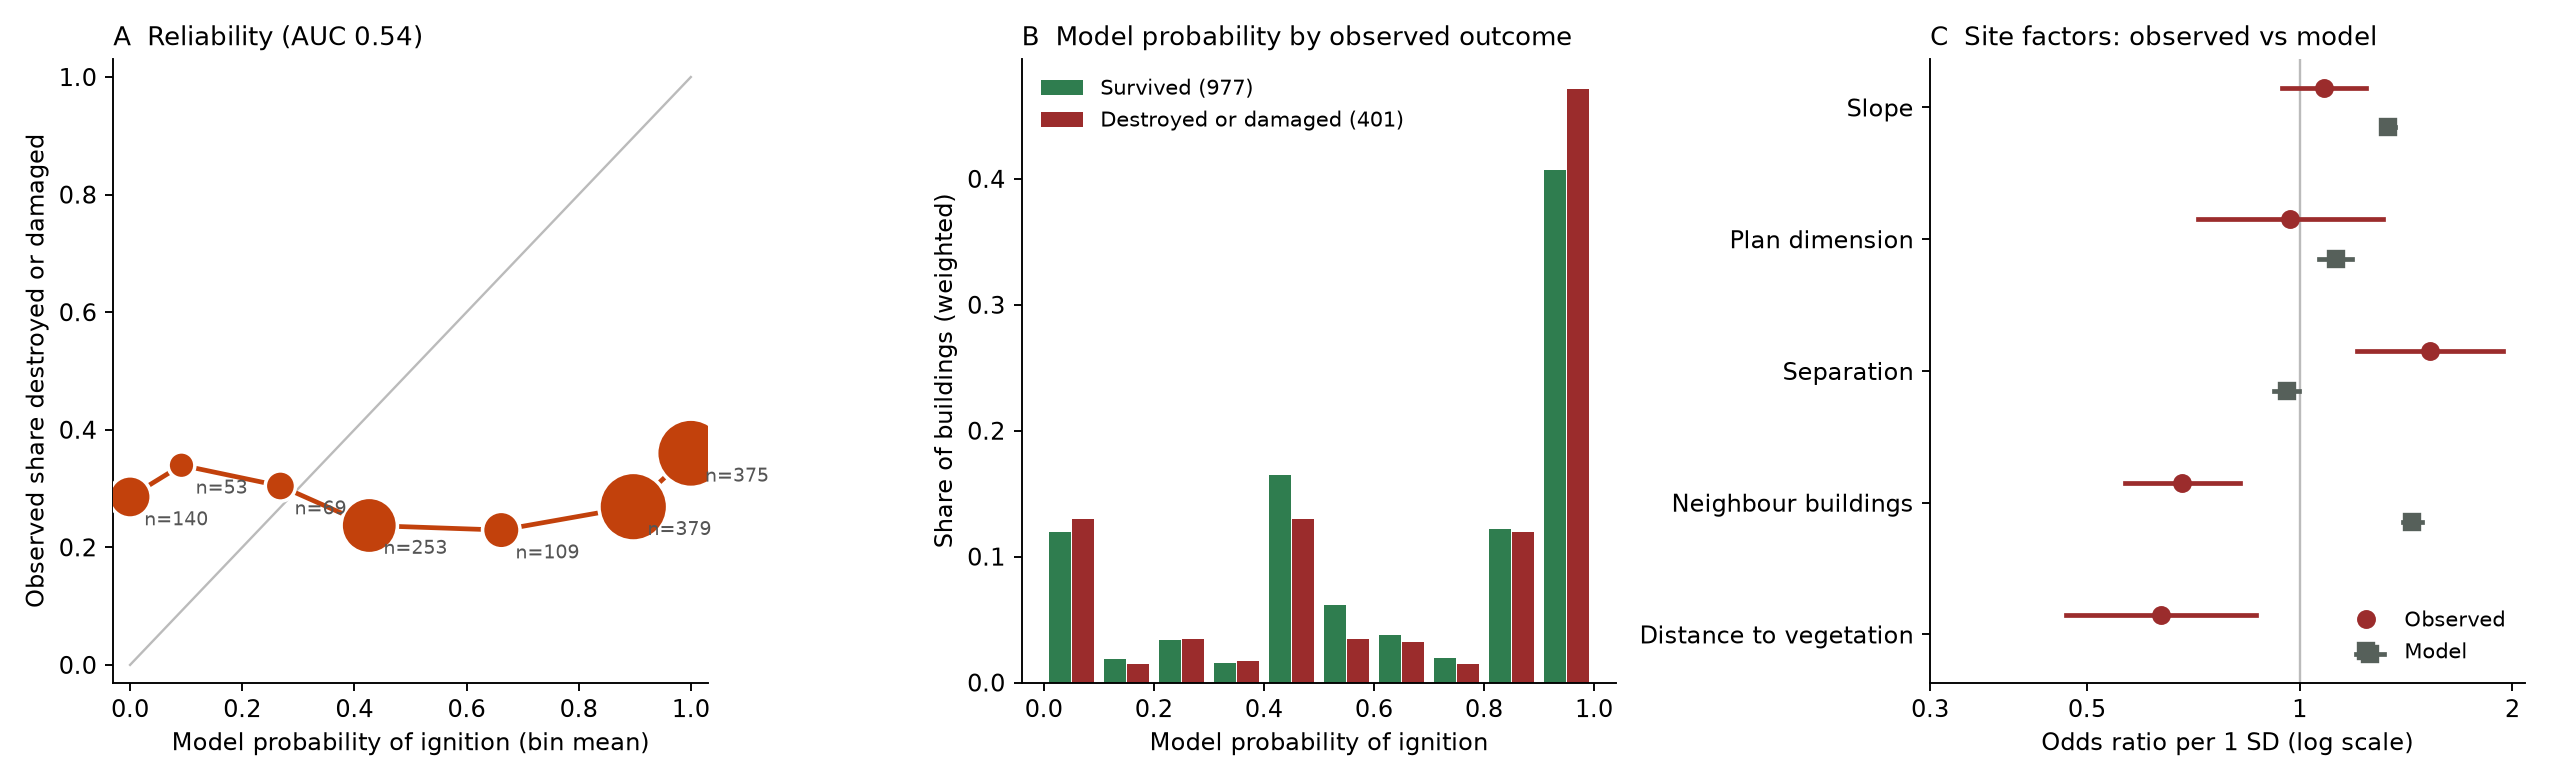 A Reliability (AUC 0.54)
Observed share destroyed or damaged
1.0
0.8
0.6
0.4
0.2
0.0
n=140
n=53
n=69
n=253
n=109
n=379
n=375
0.0 0.2 0.4 0.6 0.8 1.0
Model probability of ignition (bin mean)
B Model probability by observed outcome
Survived (977)
Destroyed or damaged (401)
Share of buildings (weighted)
0.4
0.3
0.2
0.1
0.0
0.0 0.2 0.4 0.6 0.8 1.0
Model probability of ignition
C Site factors: observed vs model
Slope
Plan dimension
Separation
Neighbour buildings
Distance to vegetation
Observed
Model
0.3 0.5 1 2
Odds ratio per 1 SD (log scale)